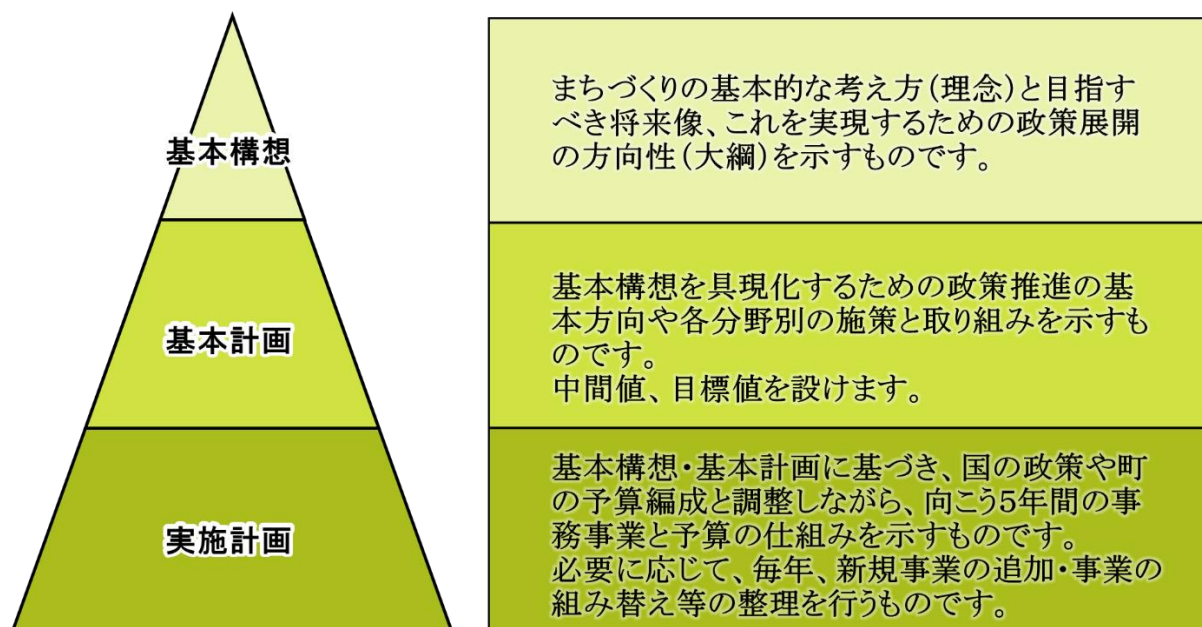 基本構想
まちづくりの基本的な考え方(理念)と目指す
べき将来像、これを実現するための政策展開
の方向性(大綱)を示すものです。
基本計画
基本構想を具現化するための政策推進の基
本方向や各分野別の施策と取り組みを示すも
のです。
中間値、目標値を設けます。
実施計画
基本構想・基本計画に基づき、国の政策や町
の予算編成と調整しながら、向こう5年間の事
務事業と予算の仕組みを示すものです。
必要に応じて、毎年、新規事業の追加・事業の
組み替え等の整理を行うものです。